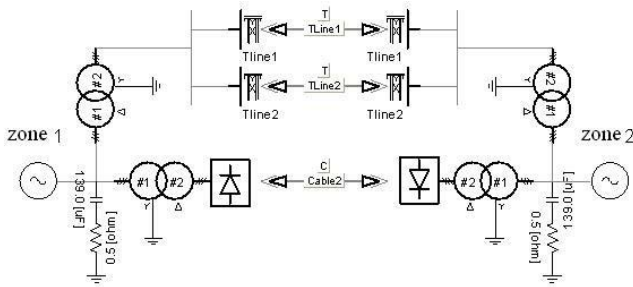 T
TLine1
Tline1
Tline1
T
TLine2
Tline2
Tline2
#2
#1
Y
Δ
#2
#1
Y
Δ
zone 1
zone 2
139.0 [uF]
0.5 [ohm]
#1
#2
Y
Δ
C
Cable2
#2
#1
Δ
Y
139.0 [uF]
0.5 [ohm]